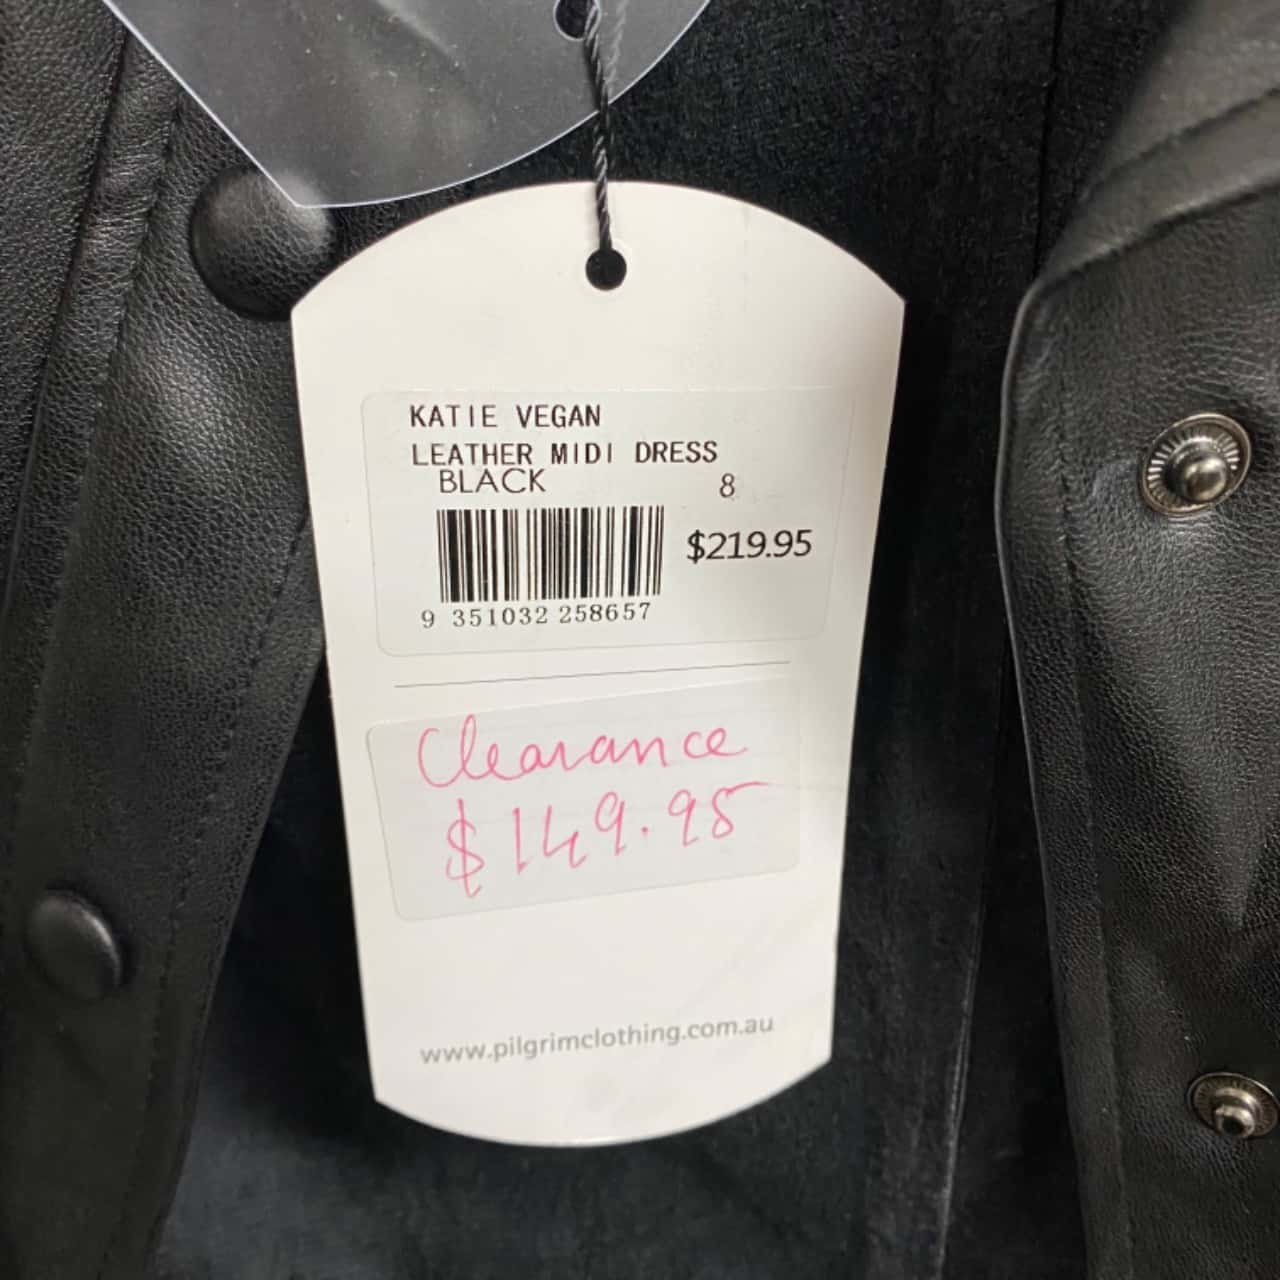 KATIE VEGAN
LEATHER MIDI DRESS
BLACK 8
$219.95
9 351032 258657
Clearance
$149.95
www.pilgrimclothing.com.au